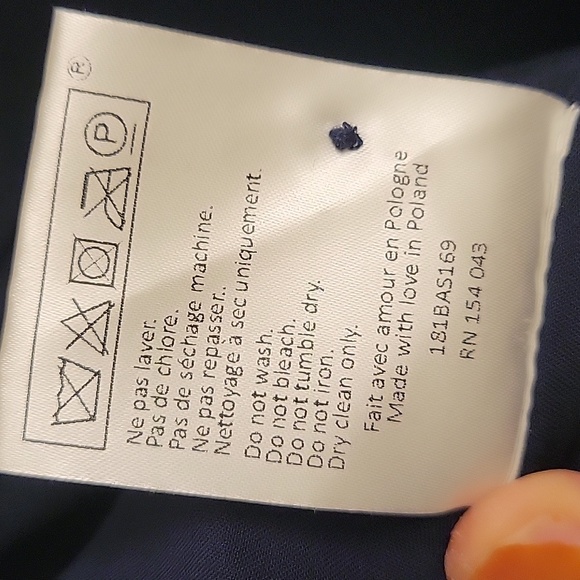 ®
P
Ne pas laver.
Pas de chlore.
Pas de séchage machine.
Ne pas repasser.
Nettoyage à sec uniquement.
Do not wash.
Do not bleach.
Do not tumble dry.
Do not iron.
Dry clean only.
Fait avec amour en Pologne
Made with love in Poland
181BAS169
RN 154 043